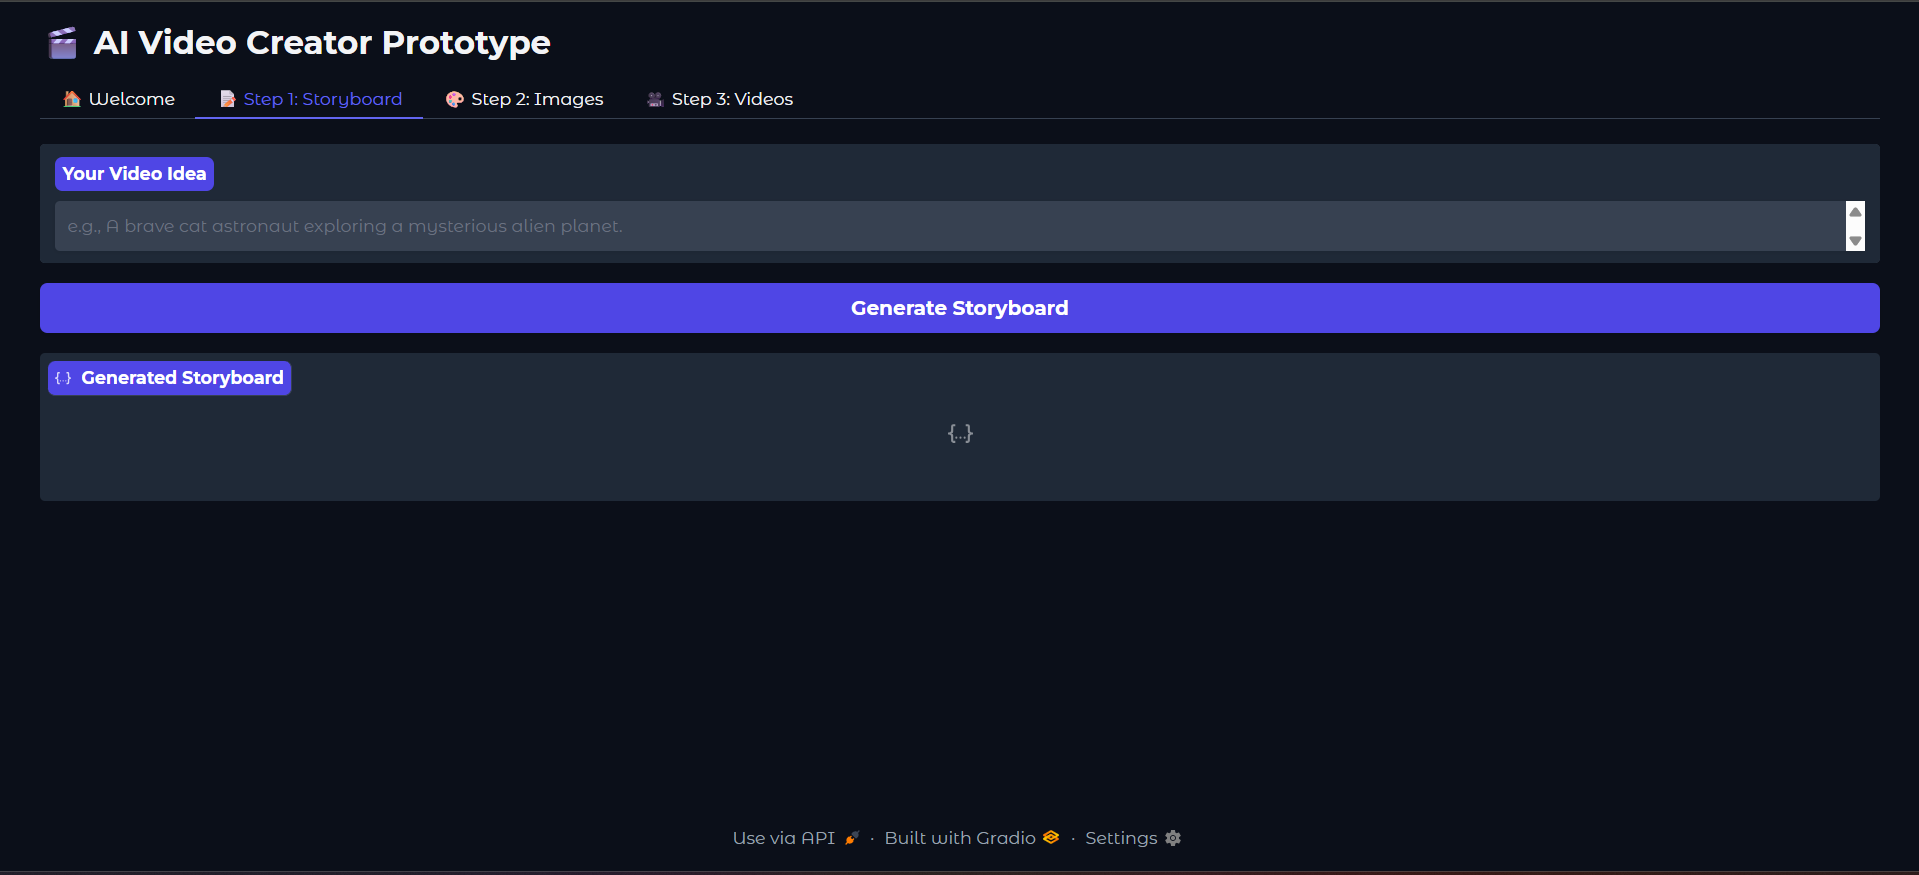 AI Video Creator Prototype
Welcome
Step 1: Storyboard
Step 2: Images
Step 3: Videos
Your Video Idea
e.g., A brave cat astronaut exploring a mysterious alien planet.
Generate Storyboard
{..} Generated Storyboard
{...}
Use via API · Built with Gradio · Settings